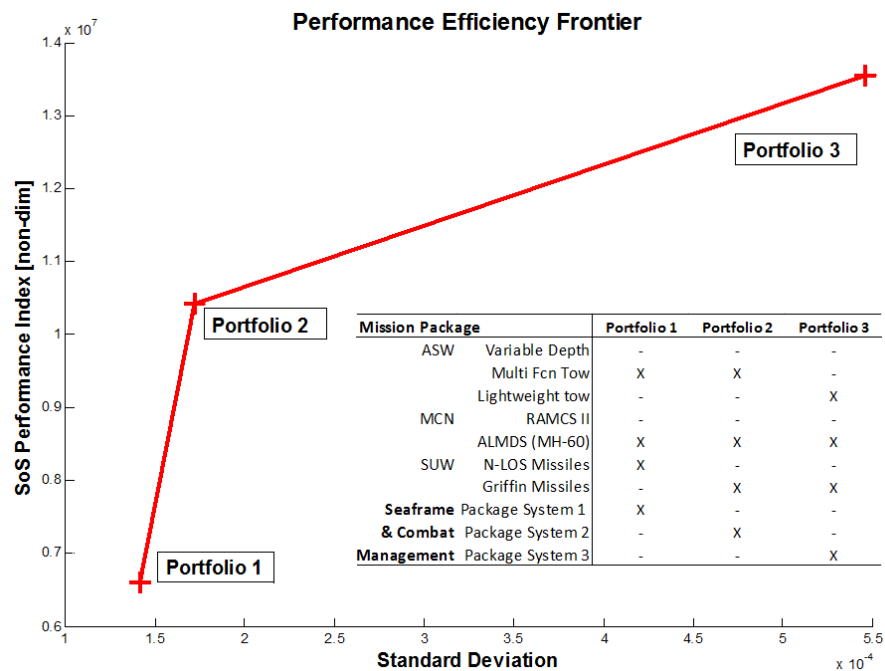 Performance Efficiency Frontier
x 10^7
1.4
1.3
1.2
1.1
1
0.9
0.8
0.7
0.6
SoS Performance Index [non-dim]
Portfolio 3
Portfolio 2
Portfolio 1
Mission Package Portfolio 1 Portfolio 2 Portfolio 3
ASW Variable Depth - - -
Multi Fcn Tow X X -
Lightweight tow - - X
MCN RAMCS II - - -
ALMDS (MH-60) X X X
SUW N-LOS Missiles X - -
Griffin Missiles - X X
Seaframe Package System 1 X - -
& Combat Package System 2 - X -
Management Package System 3 - - X
1 1.5 2 2.5 3 3.5 4 4.5 5 5.5
x 10^-4
Standard Deviation